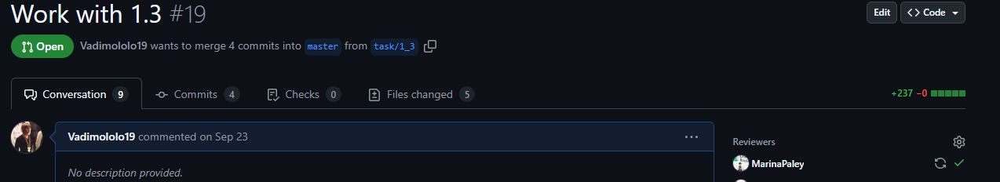 Work with 1.3 #19
Edit
Code
Open
Vadimololo19 wants to merge 4 commits into master from task/1_3
Conversation 9
Commits 4
Checks 0
Files changed 5
+237 −0
Vadimololo19 commented on Sep 23
Reviewers
MarinaPaley
No description provided.